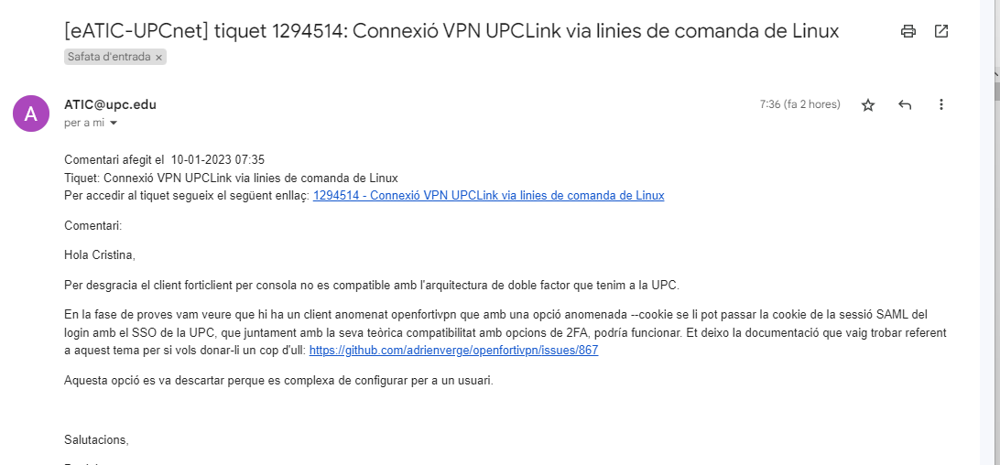 [eATIC-UPCnet] tiquet 1294514: Connexió VPN UPCLink via linies de comanda de Linux
Safata d'entrada ×
A
ATIC@upc.edu
7:36 (fa 2 hores)
per a mi
Comentari afegit el  10-01-2023 07:35
Tiquet: Connexió VPN UPCLink via linies de comanda de Linux
Per accedir al tiquet segueix el següent enllaç: 1294514 - Connexió VPN UPCLink via linies de comanda de Linux
Comentari:
Hola Cristina,
Per desgracia el client forticlient per consola no es compatible amb l'arquitectura de doble factor que tenim a la UPC.
En la fase de proves vam veure que hi ha un client anomenat openfortivpn que amb una opció anomenada --cookie se li pot passar la cookie de la sessió SAML del
login amb el SSO de la UPC, que juntament amb la seva teòrica compatibilitat amb opcions de 2FA, podría funcionar. Et deixo la documentació que vaig trobar referent
a aquest tema per si vols donar-li un cop d'ull: https://github.com/adrienverge/openfortivpn/issues/867
Aquesta opció es va descartar perque es complexa de configurar per a un usuari.
Salutacions,